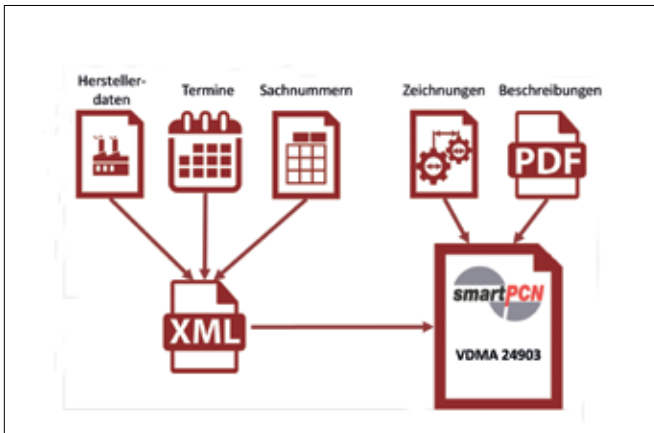 Hersteller-
daten
Termine
Sachnummern
Zeichnungen
Beschreibungen
PDF
XML
smartPCN
VDMA 24903